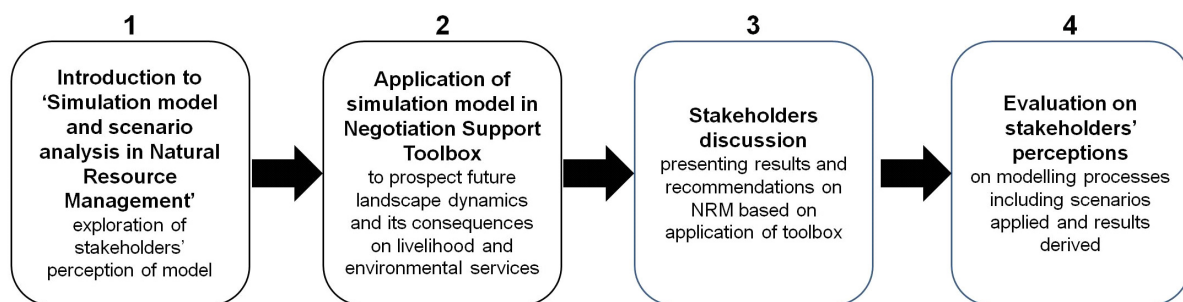 1
Introduction to
‘Simulation model
and scenario
analysis in Natural
Resource
Management’
exploration of
stakeholders’
perception of model
2
Application of
simulation model in
Negotiation Support
Toolbox
to prospect future
landscape dynamics
and its consequences
on livelihood and
environmental services
3
Stakeholders
discussion
presenting results and
recommendations on
NRM based on
application of toolbox
4
Evaluation on
stakeholders’
perceptions
on modelling processes
including scenarios
applied and results
derived